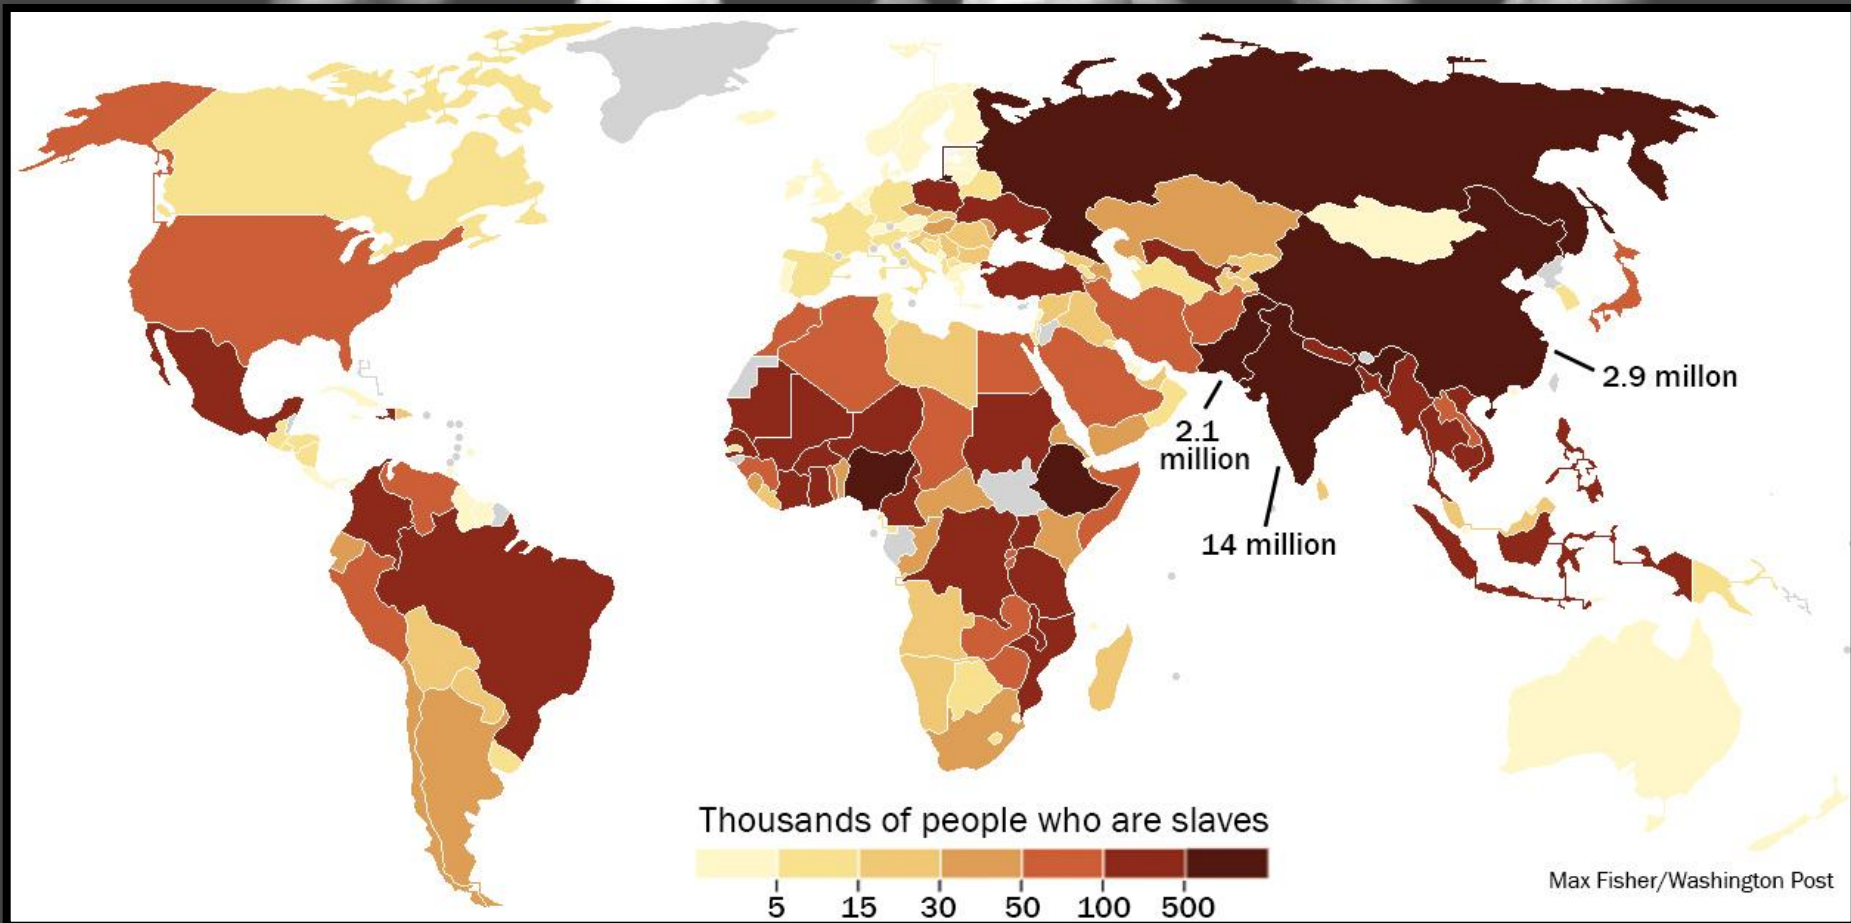 2.9 millon
2.1
million
14 million
Thousands of people who are slaves
5 15 30 50 100 500
Max Fisher/Washington Post